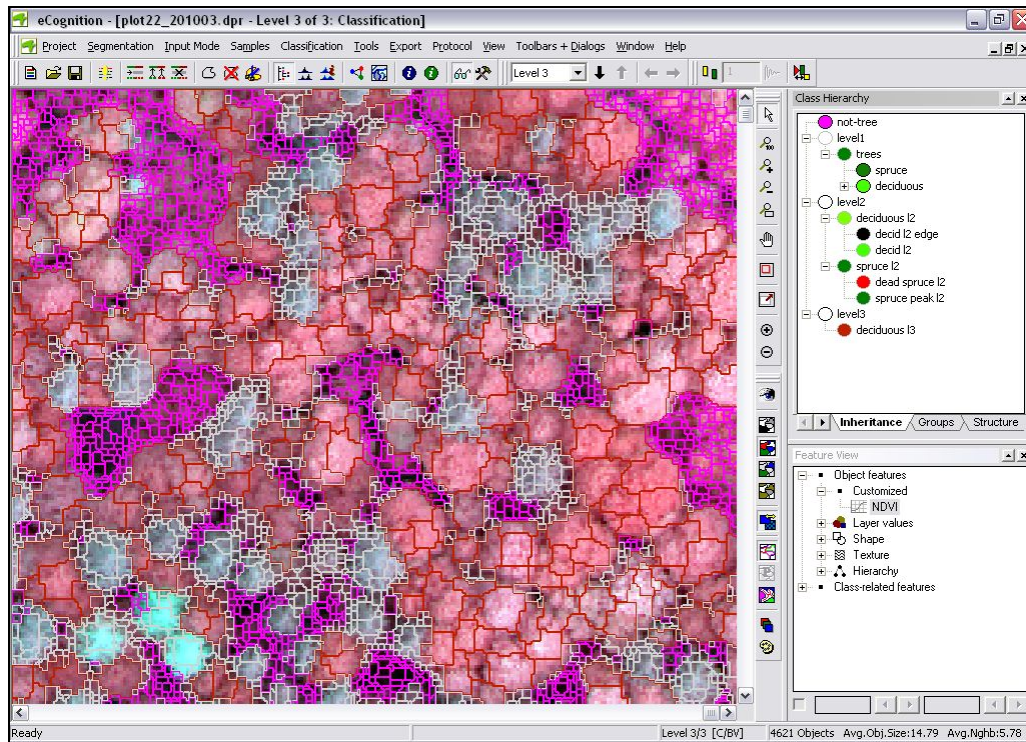 eCognition - [plot22_201003.dpr - Level 3 of 3: Classification]
Project Segmentation Input Mode Samples Classification Tools Export Protocol View Toolbars + Dialogs Window Help
Level 3
1
Class Hierarchy
not-tree
level1
trees
spruce
deciduous
level2
deciduous l2
decid l2 edge
decid l2
spruce l2
dead spruce l2
spruce peak l2
level3
deciduous l3
Inheritance Groups Structure
Feature View
Object features
Customized
NDVI
Layer values
Shape
Texture
Hierarchy
Class-related features
Ready
Level 3/3 [C/BV] 4621 Objects Avg.Obj.Size:14.79 Avg.Nghb:5.78